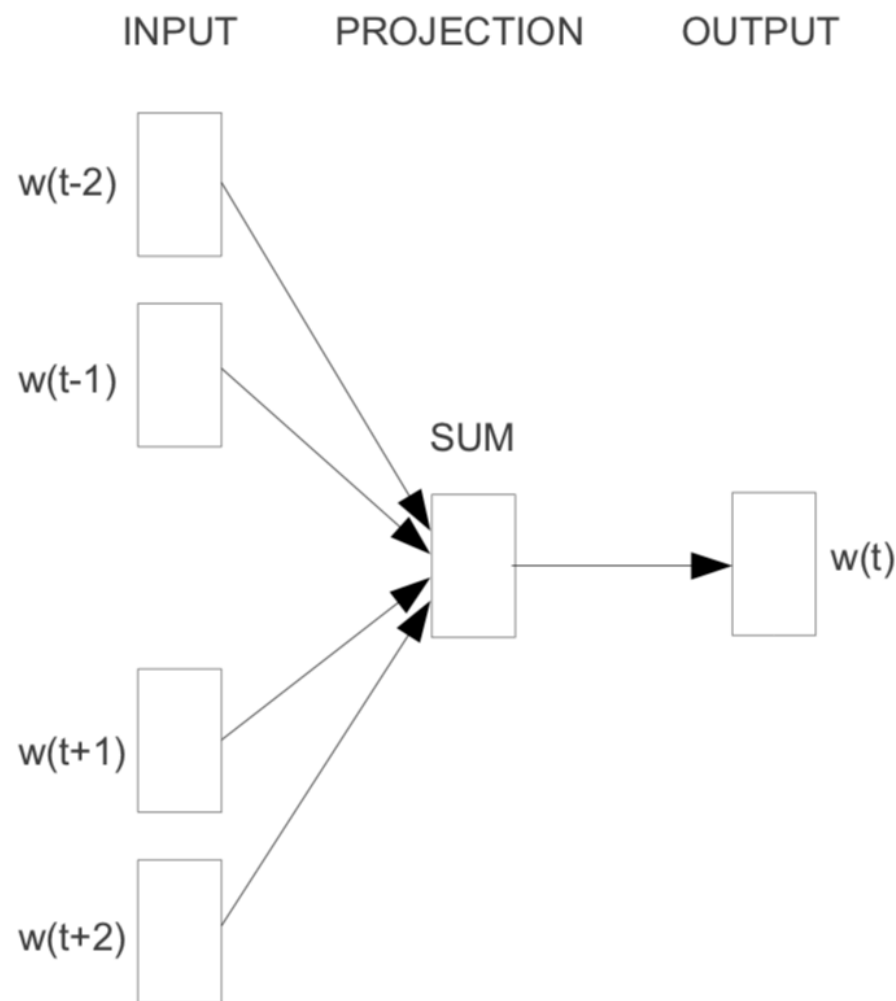 INPUT PROJECTION OUTPUT
w(t-2)
w(t-1)
SUM
w(t)
w(t+1)
w(t+2)